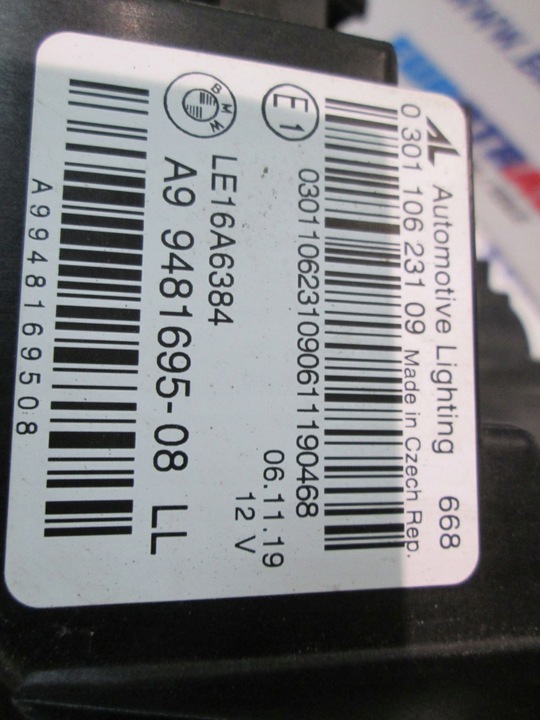 AL Automotive Lighting 668
0 301 106 231 09 Made in Czech Rep.
0301106231090611190468
E1
06.11.19
12 V
BMW
LE16A6384
A9 9481695-08 LL
A9948169508